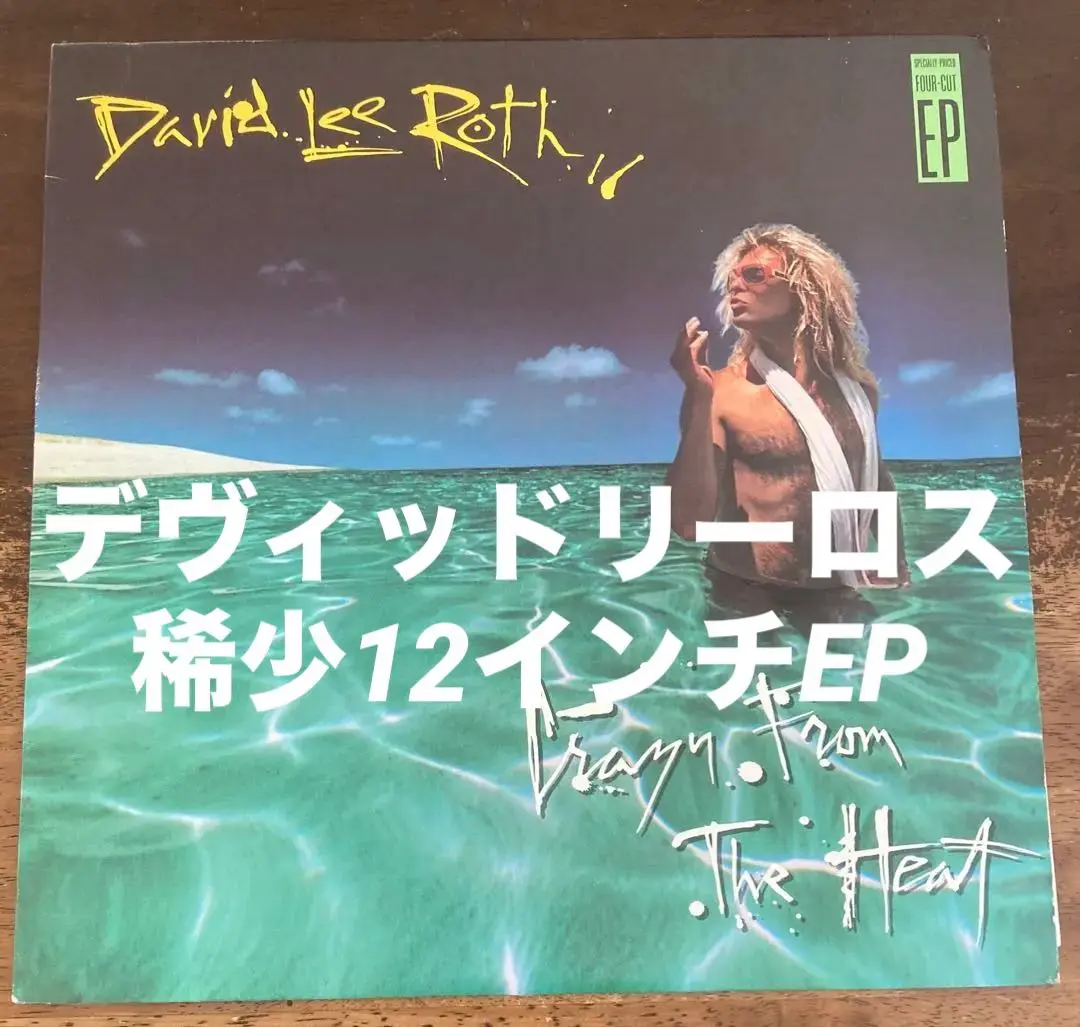 David Lee Roth
SPECIALLY-PRICED
FOUR-CUT
EP
デヴィッドリーロス
稀少12インチEP
Crazy From
The Heat